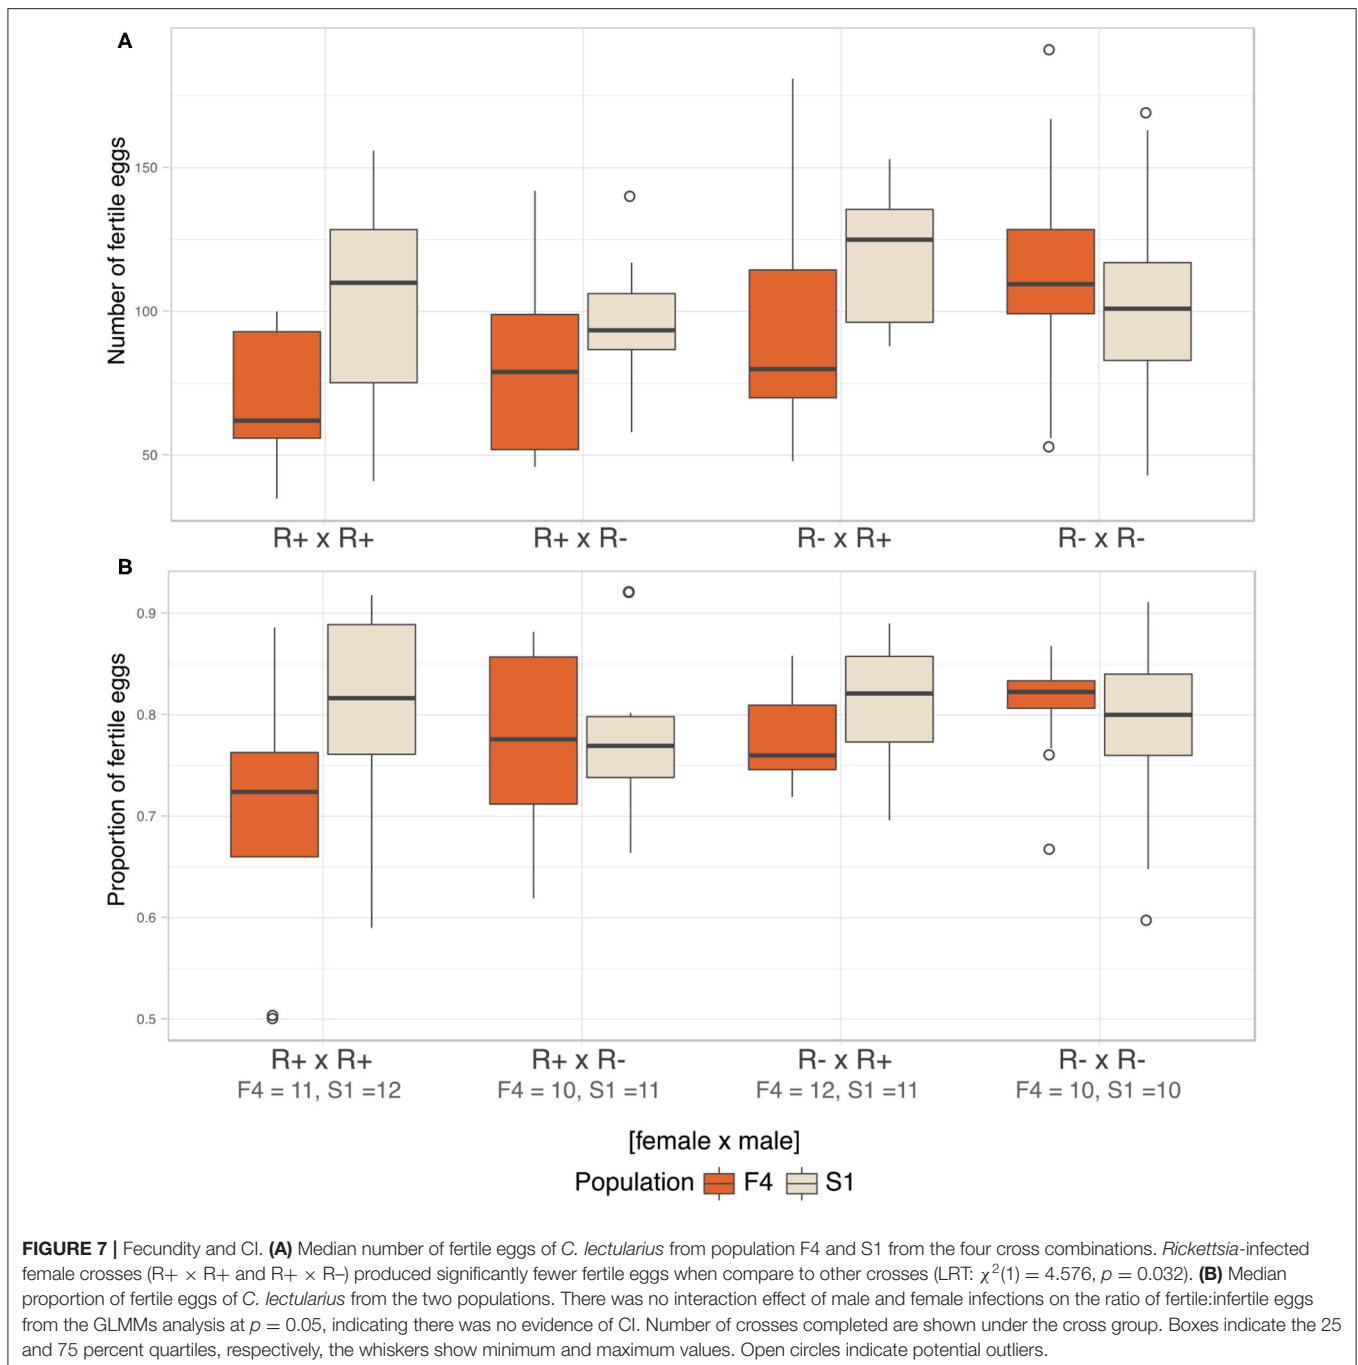 A
Number of fertile eggs
150
100
50
R+ x R+ R+ x R- R- x R+ R- x R-
B
Proportion of fertile eggs
0.9
0.8
0.7
0.6
0.5
R+ x R+ R+ x R- R- x R+ R- x R-
F4 = 11, S1 =12 F4 = 10, S1 =11 F4 = 12, S1 =11 F4 = 10, S1 =10
[female x male]
Population F4 S1
FIGURE 7 | Fecundity and CI. (A) Median number of fertile eggs of C. lectularius from population F4 and S1 from the four cross combinations. Rickettsia-infected
female crosses (R+ × R+ and R+ × R–) produced significantly fewer fertile eggs when compare to other crosses (LRT: χ²(1) = 4.576, p = 0.032). (B) Median
proportion of fertile eggs of C. lectularius from the two populations. There was no interaction effect of male and female infections on the ratio of fertile:infertile eggs
from the GLMMs analysis at p = 0.05, indicating there was no evidence of CI. Number of crosses completed are shown under the cross group. Boxes indicate the 25
and 75 percent quartiles, respectively, the whiskers show minimum and maximum values. Open circles indicate potential outliers.